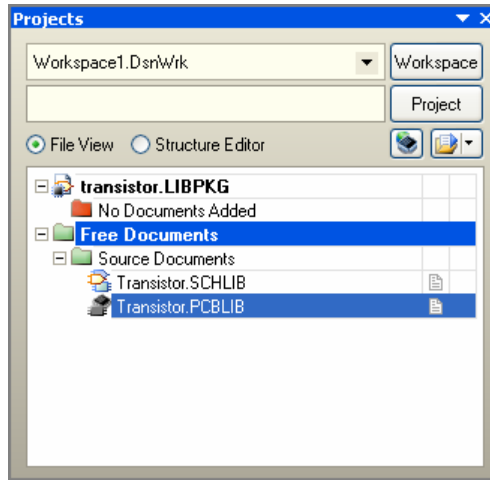 Projects
Workspace1.DsnWrk Workspace
Project
File View Structure Editor
transistor.LIBPKG
No Documents Added
Free Documents
Source Documents
Transistor.SCHLIB
Transistor.PCBLIB